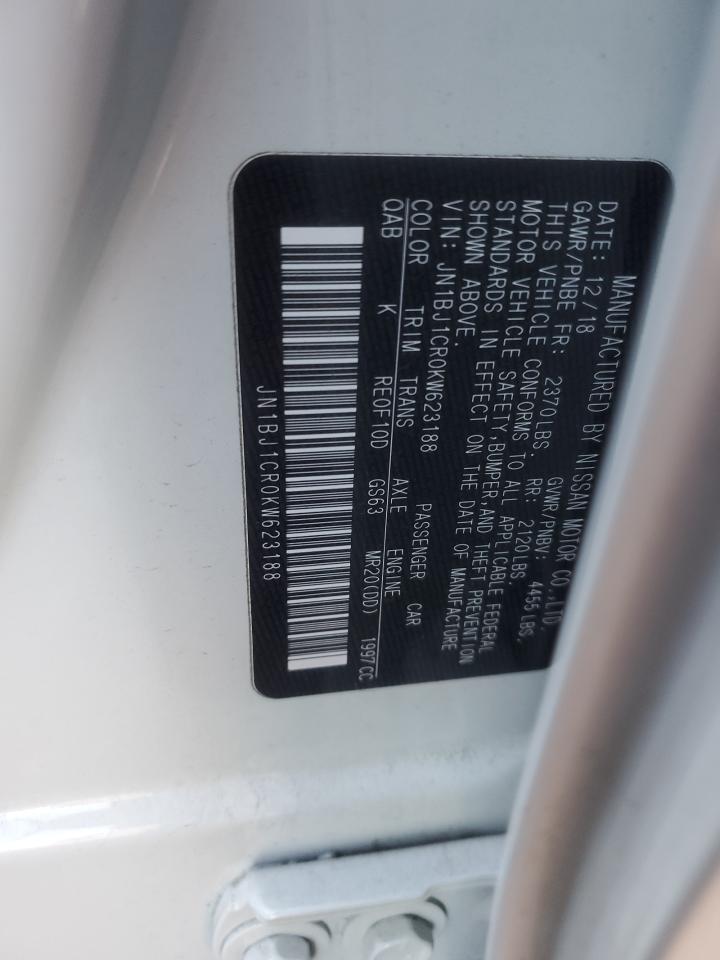 MANUFACTURED BY NISSAN MOTOR CO.,LTD.
DATE: 12/18 GVWR/PNBV: 4455 LBS.
GAWR/PNBE FR: 2370LBS. RR: 2120LBS.
THIS VEHICLE CONFORMS TO ALL APPLICABLE FEDERAL
MOTOR VEHICLE SAFETY,BUMPER,AND THEFT PREVENTION
STANDARDS IN EFFECT ON THE DATE OF MANUFACTURE
SHOWN ABOVE.
VIN: JN1BJ1CR0KW623188 PASSENGER CAR
COLOR TRIM TRANS AXLE ENGINE
QAB K RE0F10D GS63 MR20(DD) 1997CC
JN1BJ1CR0KW623188